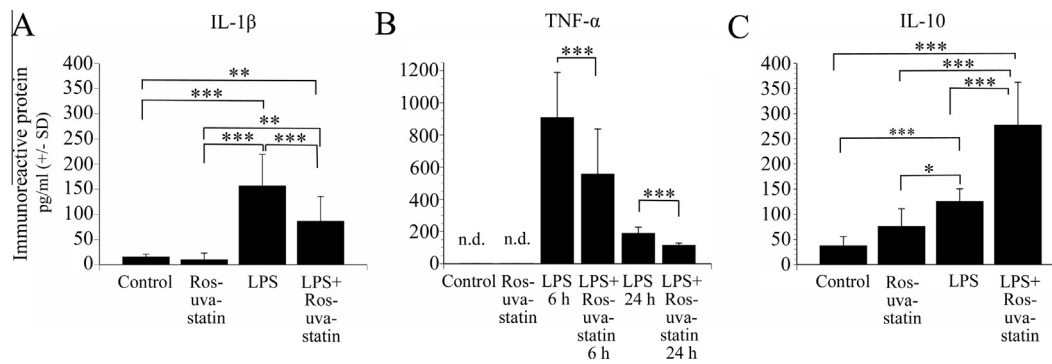 A
IL-1β
Immunoreactive protein
pg/ml (+/- SD)
400
350
300
250
200
150
100
50
0
**
***
**
***
***
Control
Ros-
uva-
statin
LPS
LPS+
Ros-
uva-
statin
B
TNF-α
1200
1000
800
600
400
200
0
***
***
n.d.
n.d.
Control
Ros-
uva-
statin
LPS
6 h
LPS+
Ros-
uva-
statin
6 h
LPS
24 h
LPS+
Ros-
uva-
statin
24 h
C
IL-10
400
350
300
250
200
150
100
50
0
***
***
***
***
*
Control
Ros-
uva-
statin
LPS
LPS+
Ros-
uva-
statin